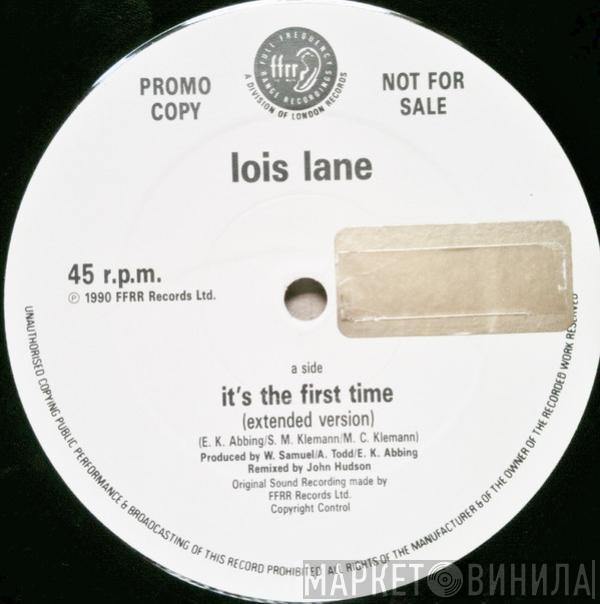 FULL FREQUENCY
ffrr
RANGE RECORDINGS
A DIVISION OF LONDON RECORDS
PROMO
COPY
NOT FOR
SALE
lois lane
45 r.p.m.
℗ 1990 FFRR Records Ltd.
a side
it's the first time
(extended version)
(E. K. Abbing/S. M. Klemann/M. C. Klemann)
Produced by W. Samuel/A. Todd/E. K. Abbing
Remixed by John Hudson
Original Sound Recording made by
FFRR Records Ltd.
Copyright Control
UNAUTHORISED COPYING PUBLIC PERFORMANCE & BROADCASTING OF THIS RECORD PROHIBITED ALL RIGHTS OF THE MANUFACTURER & OF THE OWNER OF THE RECORDED WORK RESERVED
МАРКЕТ ВИНИЛА